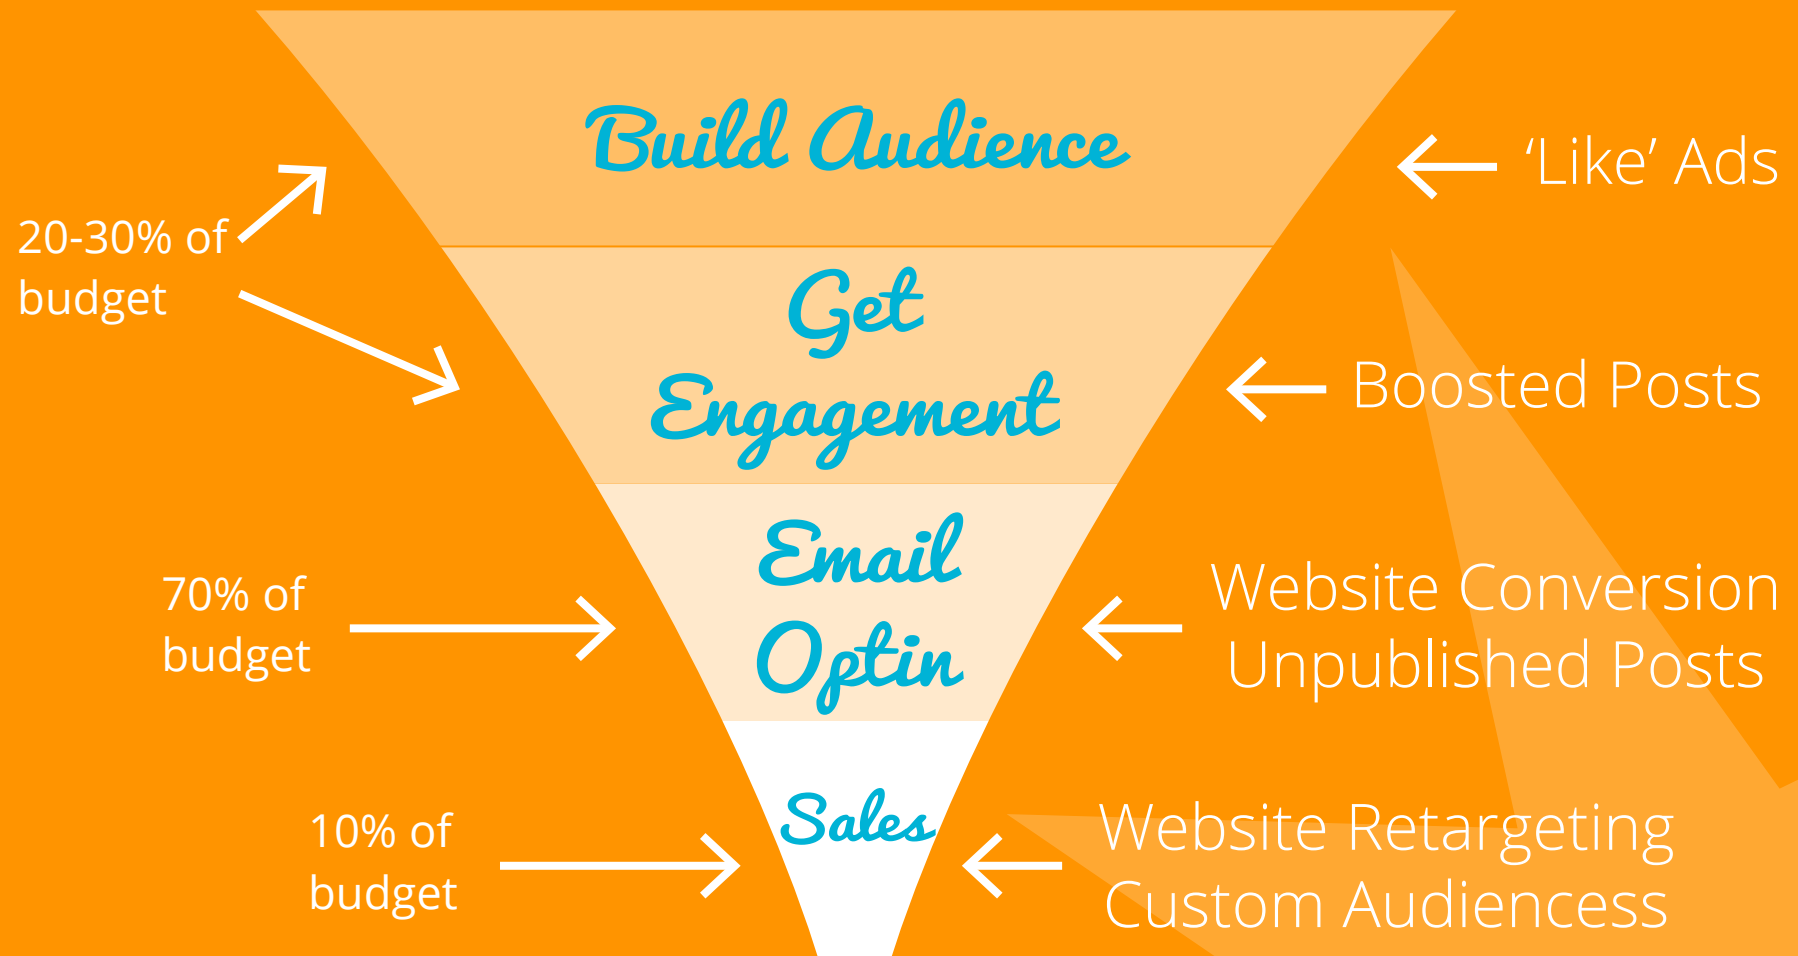 Build Audience
'Like' Ads
20-30% of
budget
Get
Engagement
Boosted Posts
Email
Optin
70% of
budget
Website Conversion
Unpublished Posts
Sales
10% of
budget
Website Retargeting
Custom Audiencess